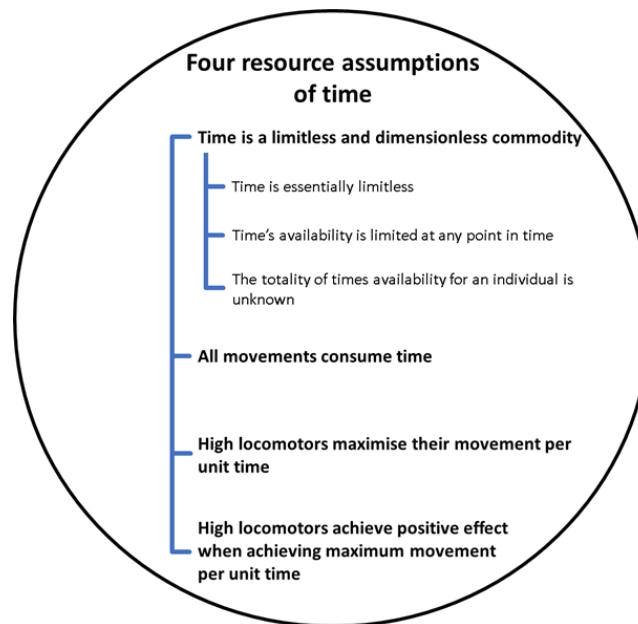 Four resource assumptions
of time
Time is a limitless and dimensionless commodity
Time is essentially limitless
Time's availability is limited at any point in time
The totality of times availability for an individual is
unknown
All movements consume time
High locomotors maximise their movement per
unit time
High locomotors achieve positive effect
when achieving maximum movement
per unit time